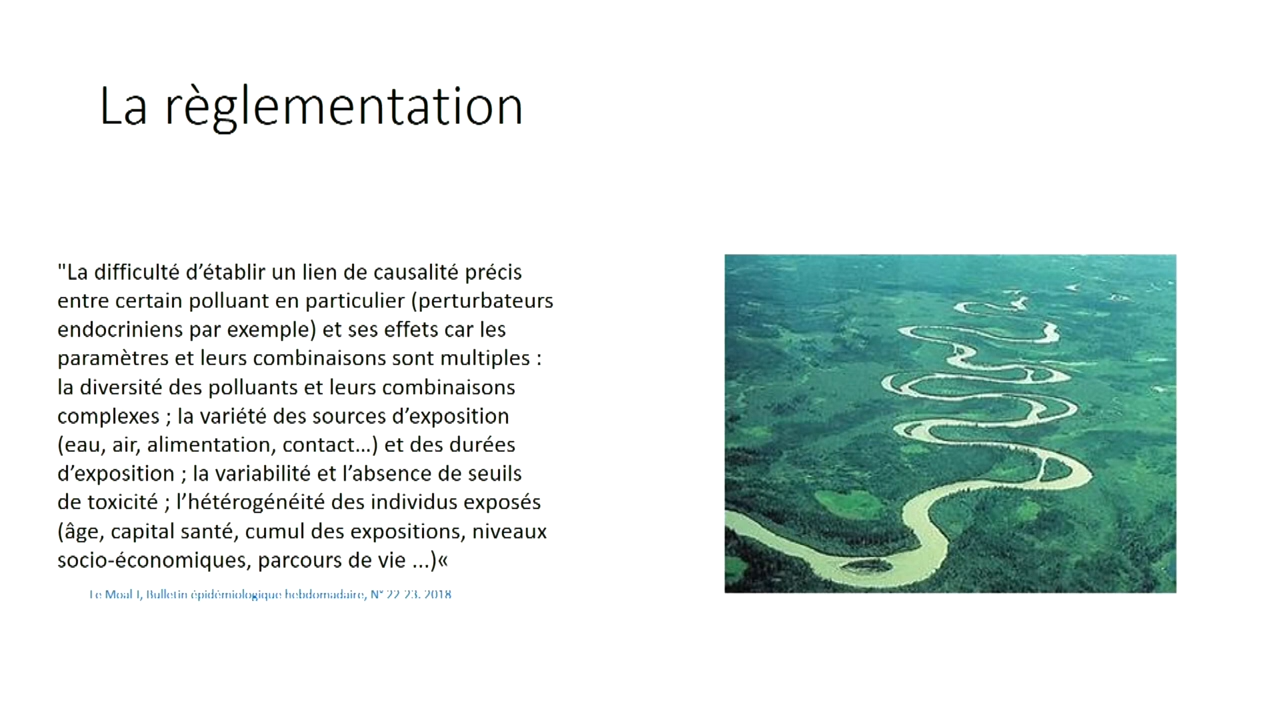 La règlementation
"La difficulté d’établir un lien de causalité précis
entre certain polluant en particulier (perturbateurs
endocriniens par exemple) et ses effets car les
paramètres et leurs combinaisons sont multiples :
la diversité des polluants et leurs combinaisons
complexes ; la variété des sources d’exposition
(eau, air, alimentation, contact…) et des durées
d’exposition ; la variabilité et l’absence de seuils
de toxicité ; l’hétérogénéité des individus exposés
(âge, capital santé, cumul des expositions, niveaux
socio-économiques, parcours de vie ...)«
Le Moal J, Bulletin épidémiologique hebdomadaire, N° 22-23. 2018